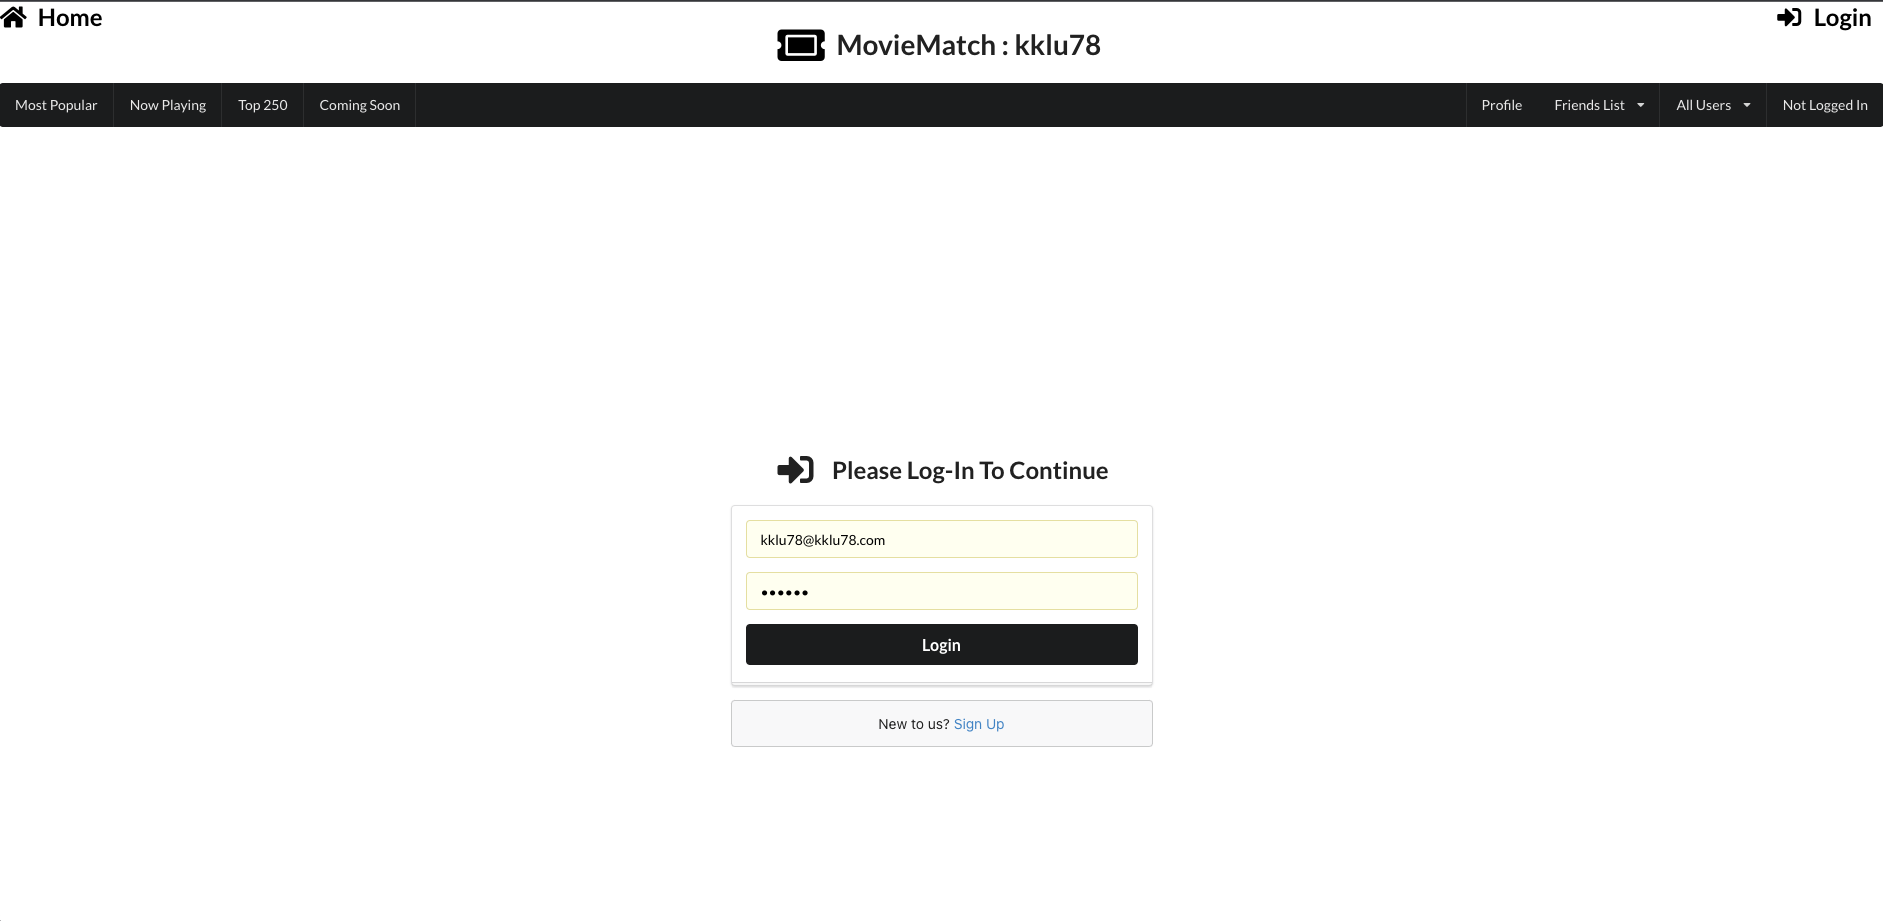 Home
Login
MovieMatch : kklu78
Most Popular Now Playing Top 250 Coming Soon Profile Friends List All Users Not Logged In
Please Log-In To Continue
kklu78@kklu78.com
••••••
Login
New to us? Sign Up